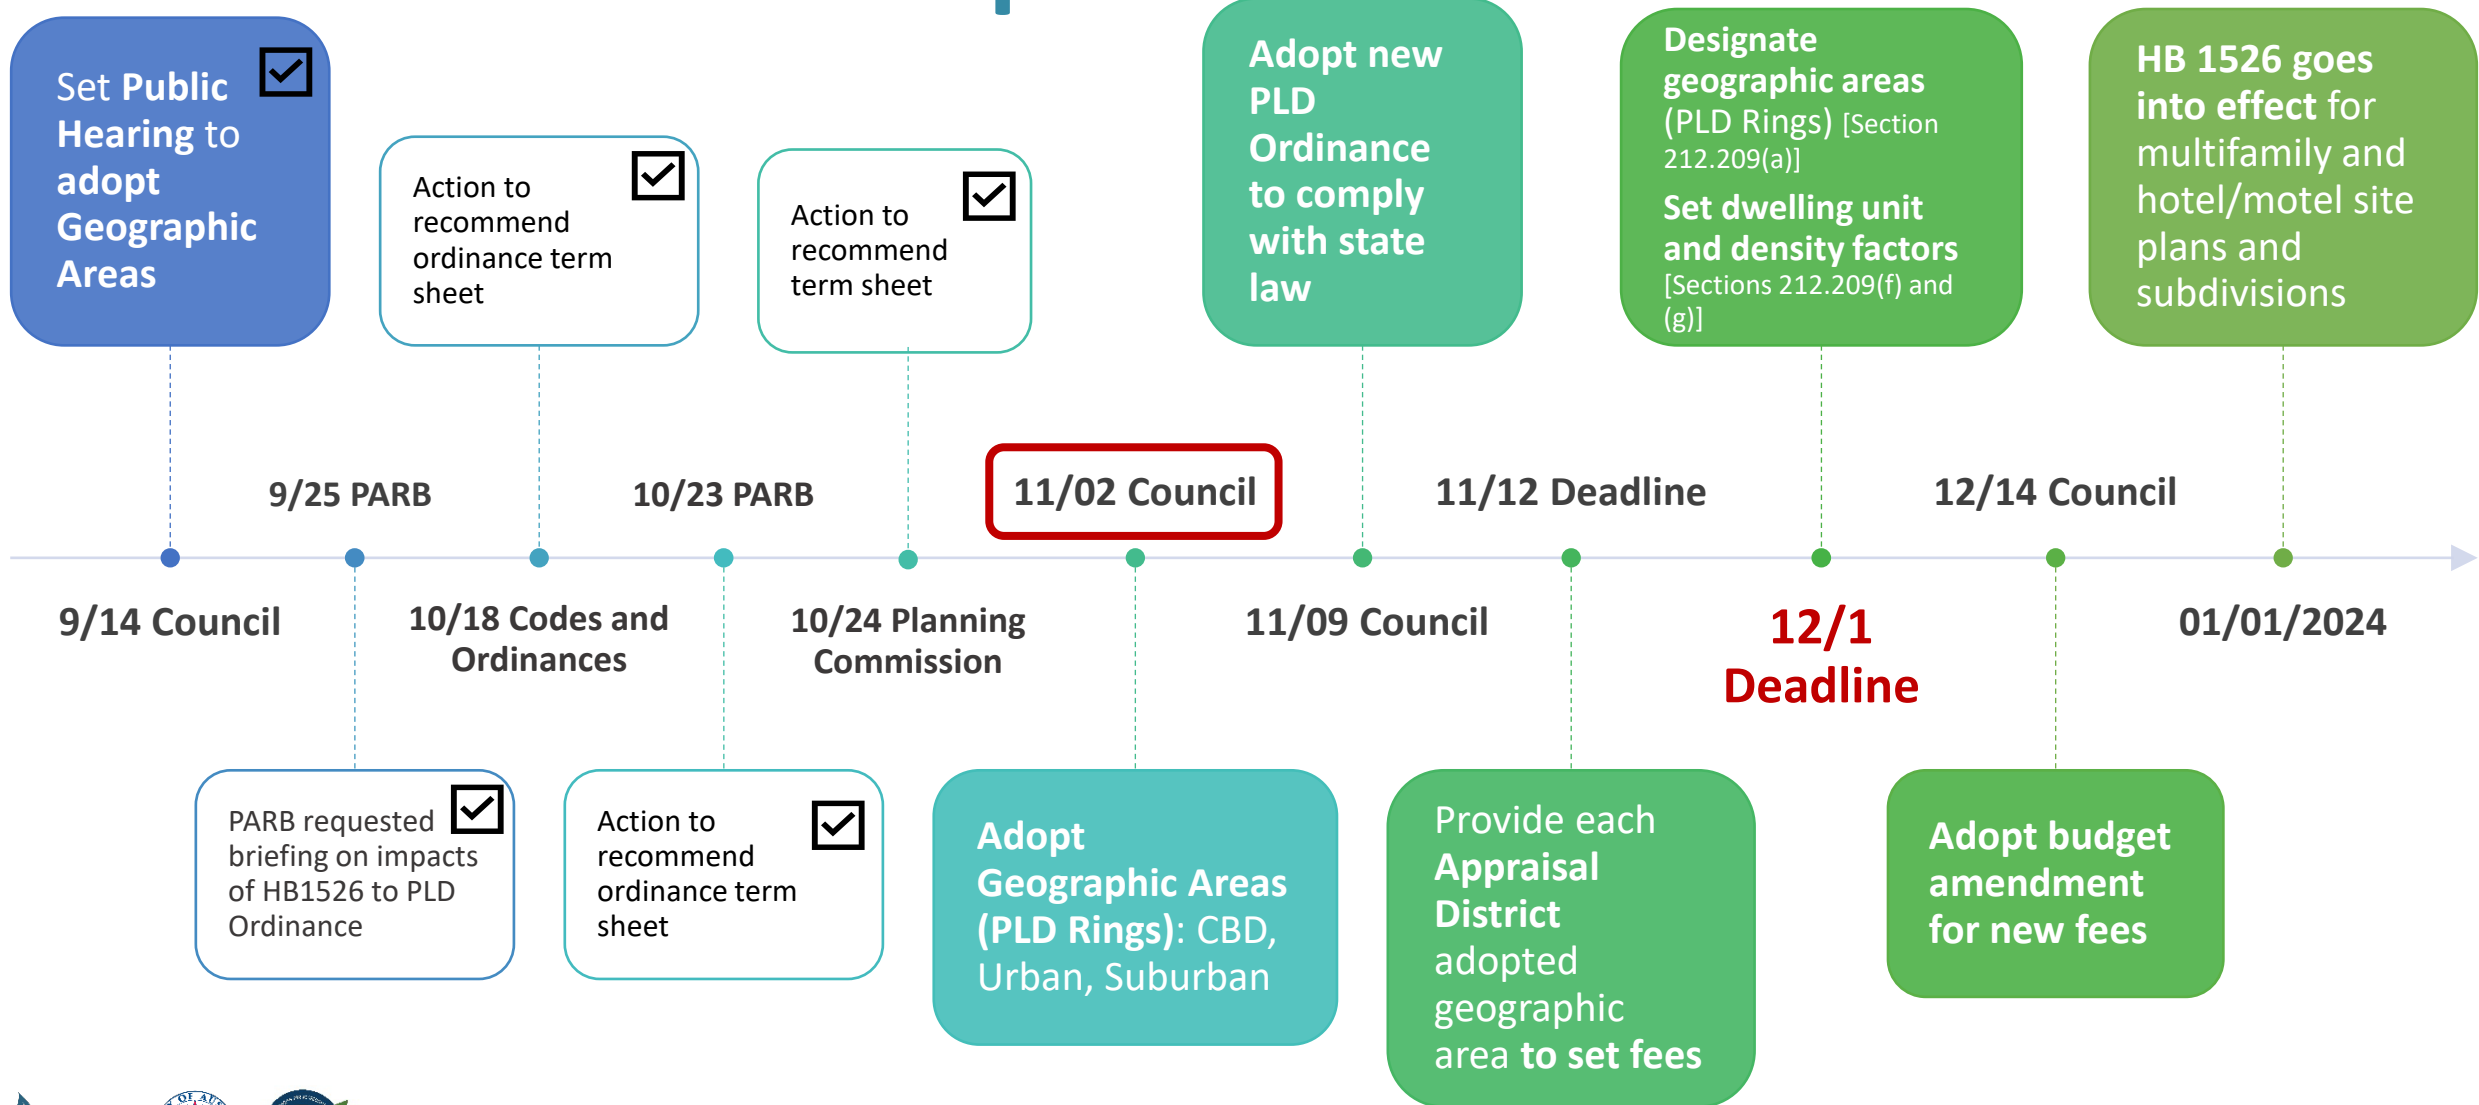 Set Public
Hearing to
adopt
Geographic
Areas
Action to
recommend
ordinance term
sheet
Action to
recommend
term sheet
Adopt new
PLD
Ordinance
to comply
with state
law
Designate
geographic areas
(PLD Rings) [Section
212.209(a)]
Set dwelling unit
and density factors
[Sections 212.209(f) and
(g)]
HB 1526 goes
into effect for
multifamily and
hotel/motel site
plans and
subdivisions
9/25 PARB
10/23 PARB
11/02 Council
11/12 Deadline
12/14 Council
9/14 Council
10/18 Codes and
Ordinances
10/24 Planning
Commission
11/09 Council
12/1
Deadline
01/01/2024
PARB requested
briefing on impacts
of HB1526 to PLD
Ordinance
Action to
recommend
ordinance term
sheet
Adopt
Geographic Areas
(PLD Rings): CBD,
Urban, Suburban
Provide each
Appraisal
District
adopted
geographic
area to set fees
Adopt budget
amendment
for new fees